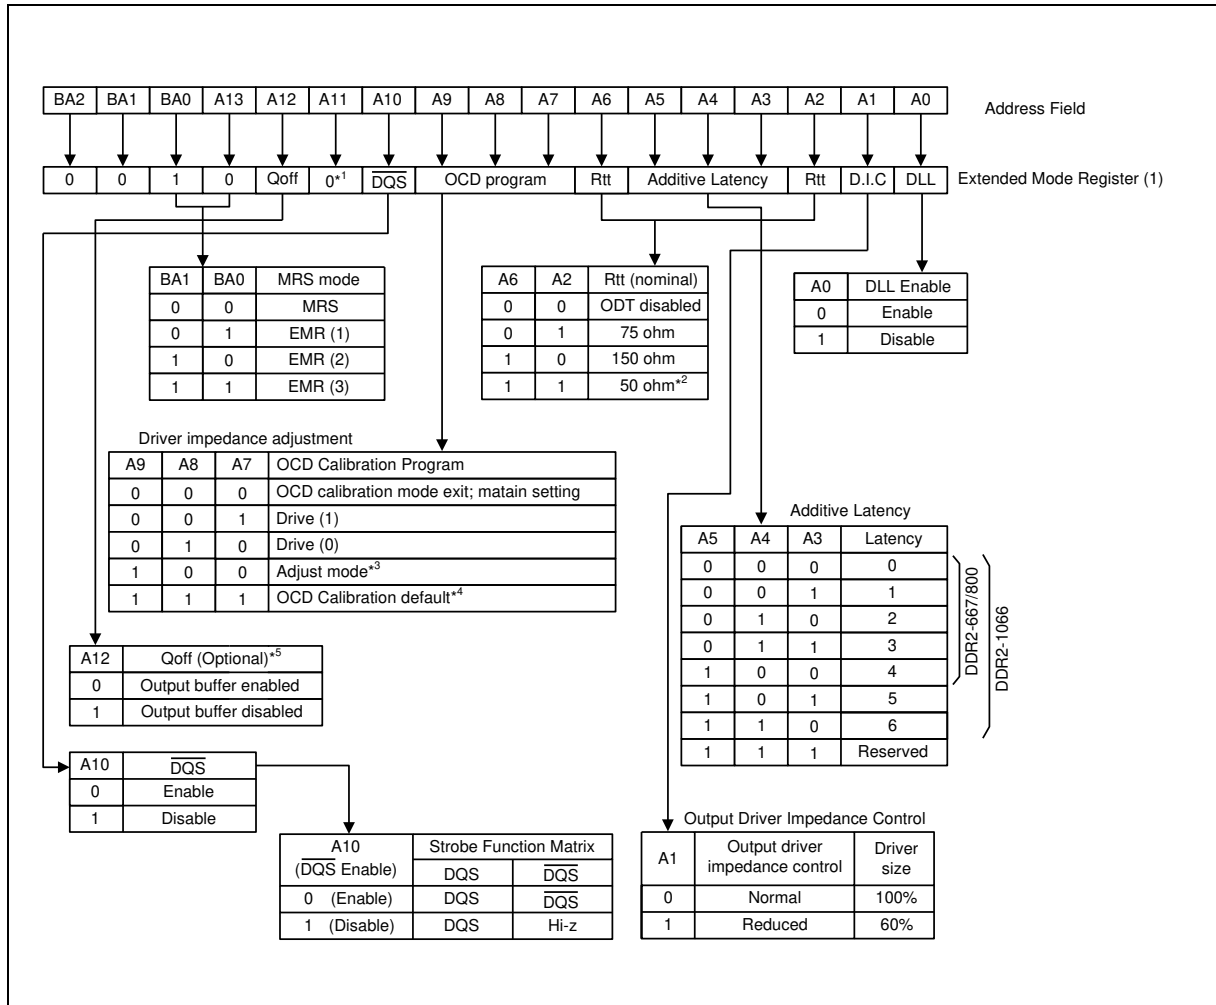 BA2 BA1 BA0 A13 A12 A11 A10 A9 A8 A7 A6 A5 A4 A3 A2 A1 A0
Address Field
0 0 1 0 Qoff 0*1 D̅Q̅S̅ OCD program Rtt Additive Latency Rtt D.I.C DLL
Extended Mode Register (1)
BA1 BA0 MRS mode
0 0 MRS
0 1 EMR (1)
1 0 EMR (2)
1 1 EMR (3)
A6 A2 Rtt (nominal)
0 0 ODT disabled
0 1 75 ohm
1 0 150 ohm
1 1 50 ohm*2
A0 DLL Enable
0 Enable
1 Disable
Driver impedance adjustment
A9 A8 A7 OCD Calibration Program
0 0 0 OCD calibration mode exit; matain setting
0 0 1 Drive (1)
0 1 0 Drive (0)
1 0 0 Adjust mode*3
1 1 1 OCD Calibration default*4
Additive Latency
A5 A4 A3 Latency
0 0 0 0
0 0 1 1
0 1 0 2
0 1 1 3
1 0 0 4
1 0 1 5
1 1 0 6
1 1 1 Reserved
DDR2-667/800
DDR2-1066
A12 Qoff (Optional)*5
0 Output buffer enabled
1 Output buffer disabled
A10 D̅Q̅S̅
0 Enable
1 Disable
A10
(D̅Q̅S̅ Enable)
Strobe Function Matrix
DQS D̅Q̅S̅
0 (Enable) DQS D̅Q̅S̅
1 (Disable) DQS Hi-z
Output Driver Impedance Control
A1 Output driver impedance control Driver size
0 Normal 100%
1 Reduced 60%